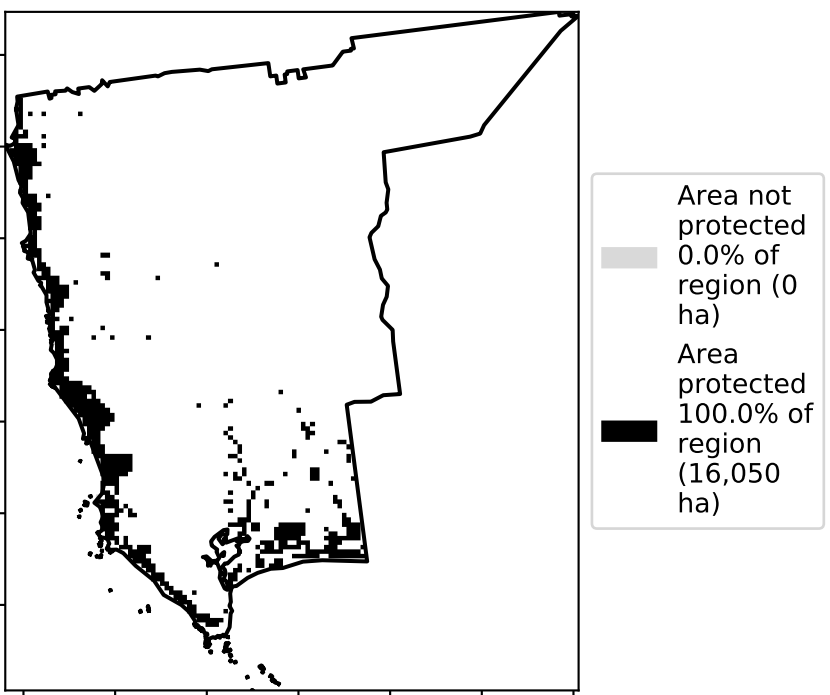 Area not
protected
0.0% of
region (0
ha)
Area
protected
100.0% of
region
(16,050
ha)